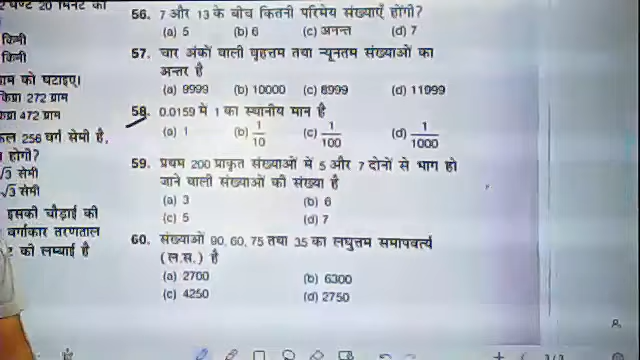 घण्टे 20 मिनट की
किमी
किमी
ग्राम को घटाइए।
किग्रा 272 ग्राम
किग्रा 472 ग्राम
256 वर्ग सेमी है,
होगी?
√3 सेमी
√3 सेमी
इसकी चौड़ाई की
वर्गाकार तरणताल
की लम्बाई है
56. 7 और 13 के बीच कितनी परिमेय संख्याएँ होंगी?
(a) 5 (b) 6 (c) अनन्त (d) 7
57. चार अंकों वाली वृहत्तम तथा न्यूनतम संख्याओं का
अन्तर है
(a) 9999 (b) 10000 (c) 8999 (d) 11999
58. 0.0159 में 1 का स्थानीय मान है
(a) 1 (b) 1/10 (c) 1/100 (d) 1/1000
59. प्रथम 200 प्राकृत संख्याओं में 5 और 7 दोनों से भाग हो
जाने वाली संख्याओं की संख्या है
(a) 3 (b) 6
(c) 5 (d) 7
60. संख्याओं 90, 60, 75 तथा 35 का लघुत्तम समापवर्त्य
(ल.स.) है
(a) 2700 (b) 6300
(c) 4250 (d) 2750